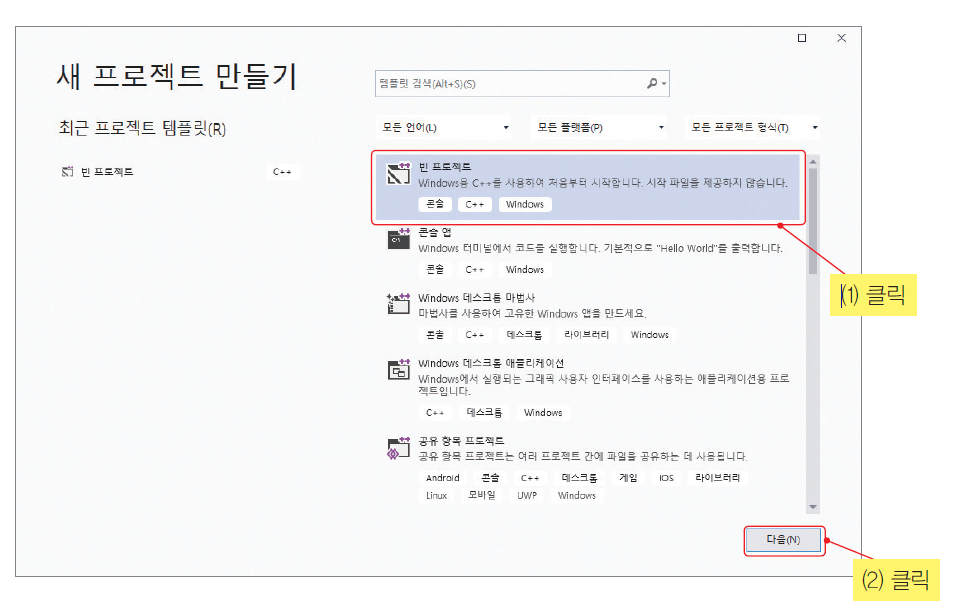 새 프로젝트 만들기
템플릿 검색(Alt+S)(S)
최근 프로젝트 템플릿(R)
모든 언어(L) 모든 플랫폼(P) 모든 프로젝트 형식(T)
빈 프로젝트 C++
빈 프로젝트
Windows용 C++를 사용하여 처음부터 시작합니다. 시작 파일을 제공하지 않습니다.
콘솔 C++ Windows
콘솔 앱
Windows 터미널에서 코드를 실행합니다. 기본적으로 "Hello World"를 출력합니다.
콘솔 C++ Windows
(1) 클릭
Windows 데스크톱 마법사
마법사를 사용하여 고유한 Windows 앱을 만드세요.
콘솔 C++ 데스크톱 라이브러리 Windows
Windows 데스크톱 애플리케이션
Windows에서 실행되는 그래픽 사용자 인터페이스를 사용하는 애플리케이션용 프로
젝트입니다.
C++ 데스크톱 Windows
공유 항목 프로젝트
공유 항목 프로젝트는 여러 프로젝트 간에 파일을 공유하는 데 사용됩니다.
Android 콘솔 C++ 데스크톱 게임 iOS 라이브러리
Linux 모바일 UWP Windows
다음(N)
(2) 클릭